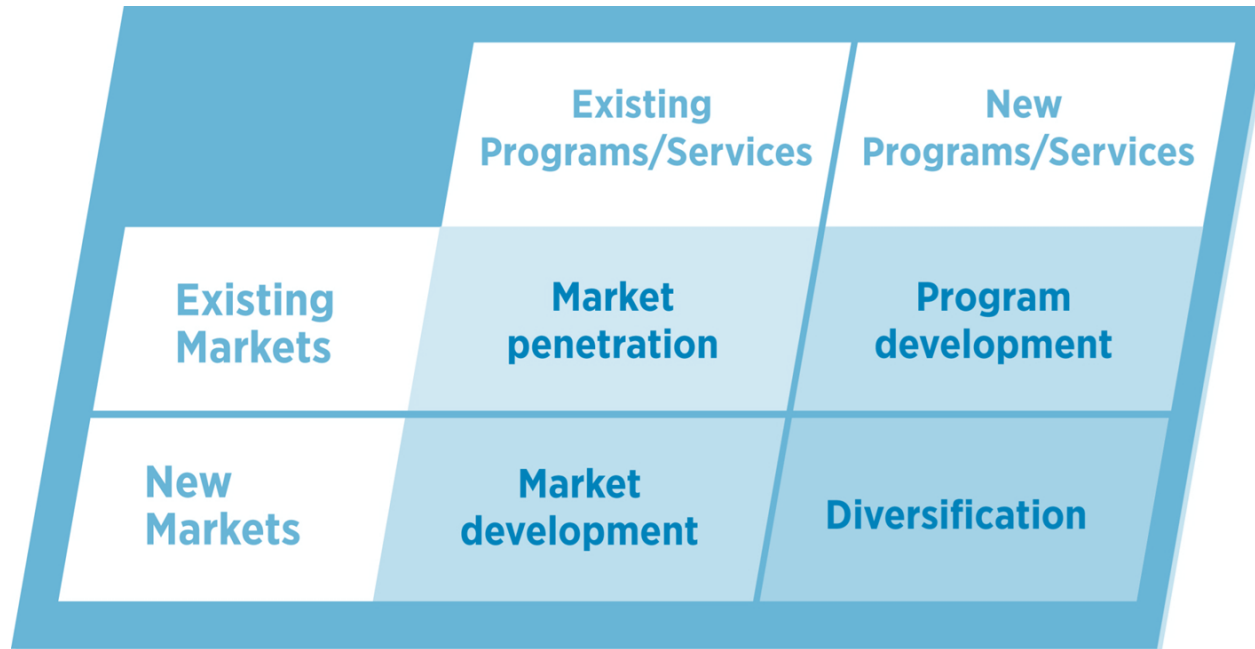 Existing
Programs/Services
New
Programs/Services
Existing
Markets
Market
penetration
Program
development
New
Markets
Market
development
Diversification